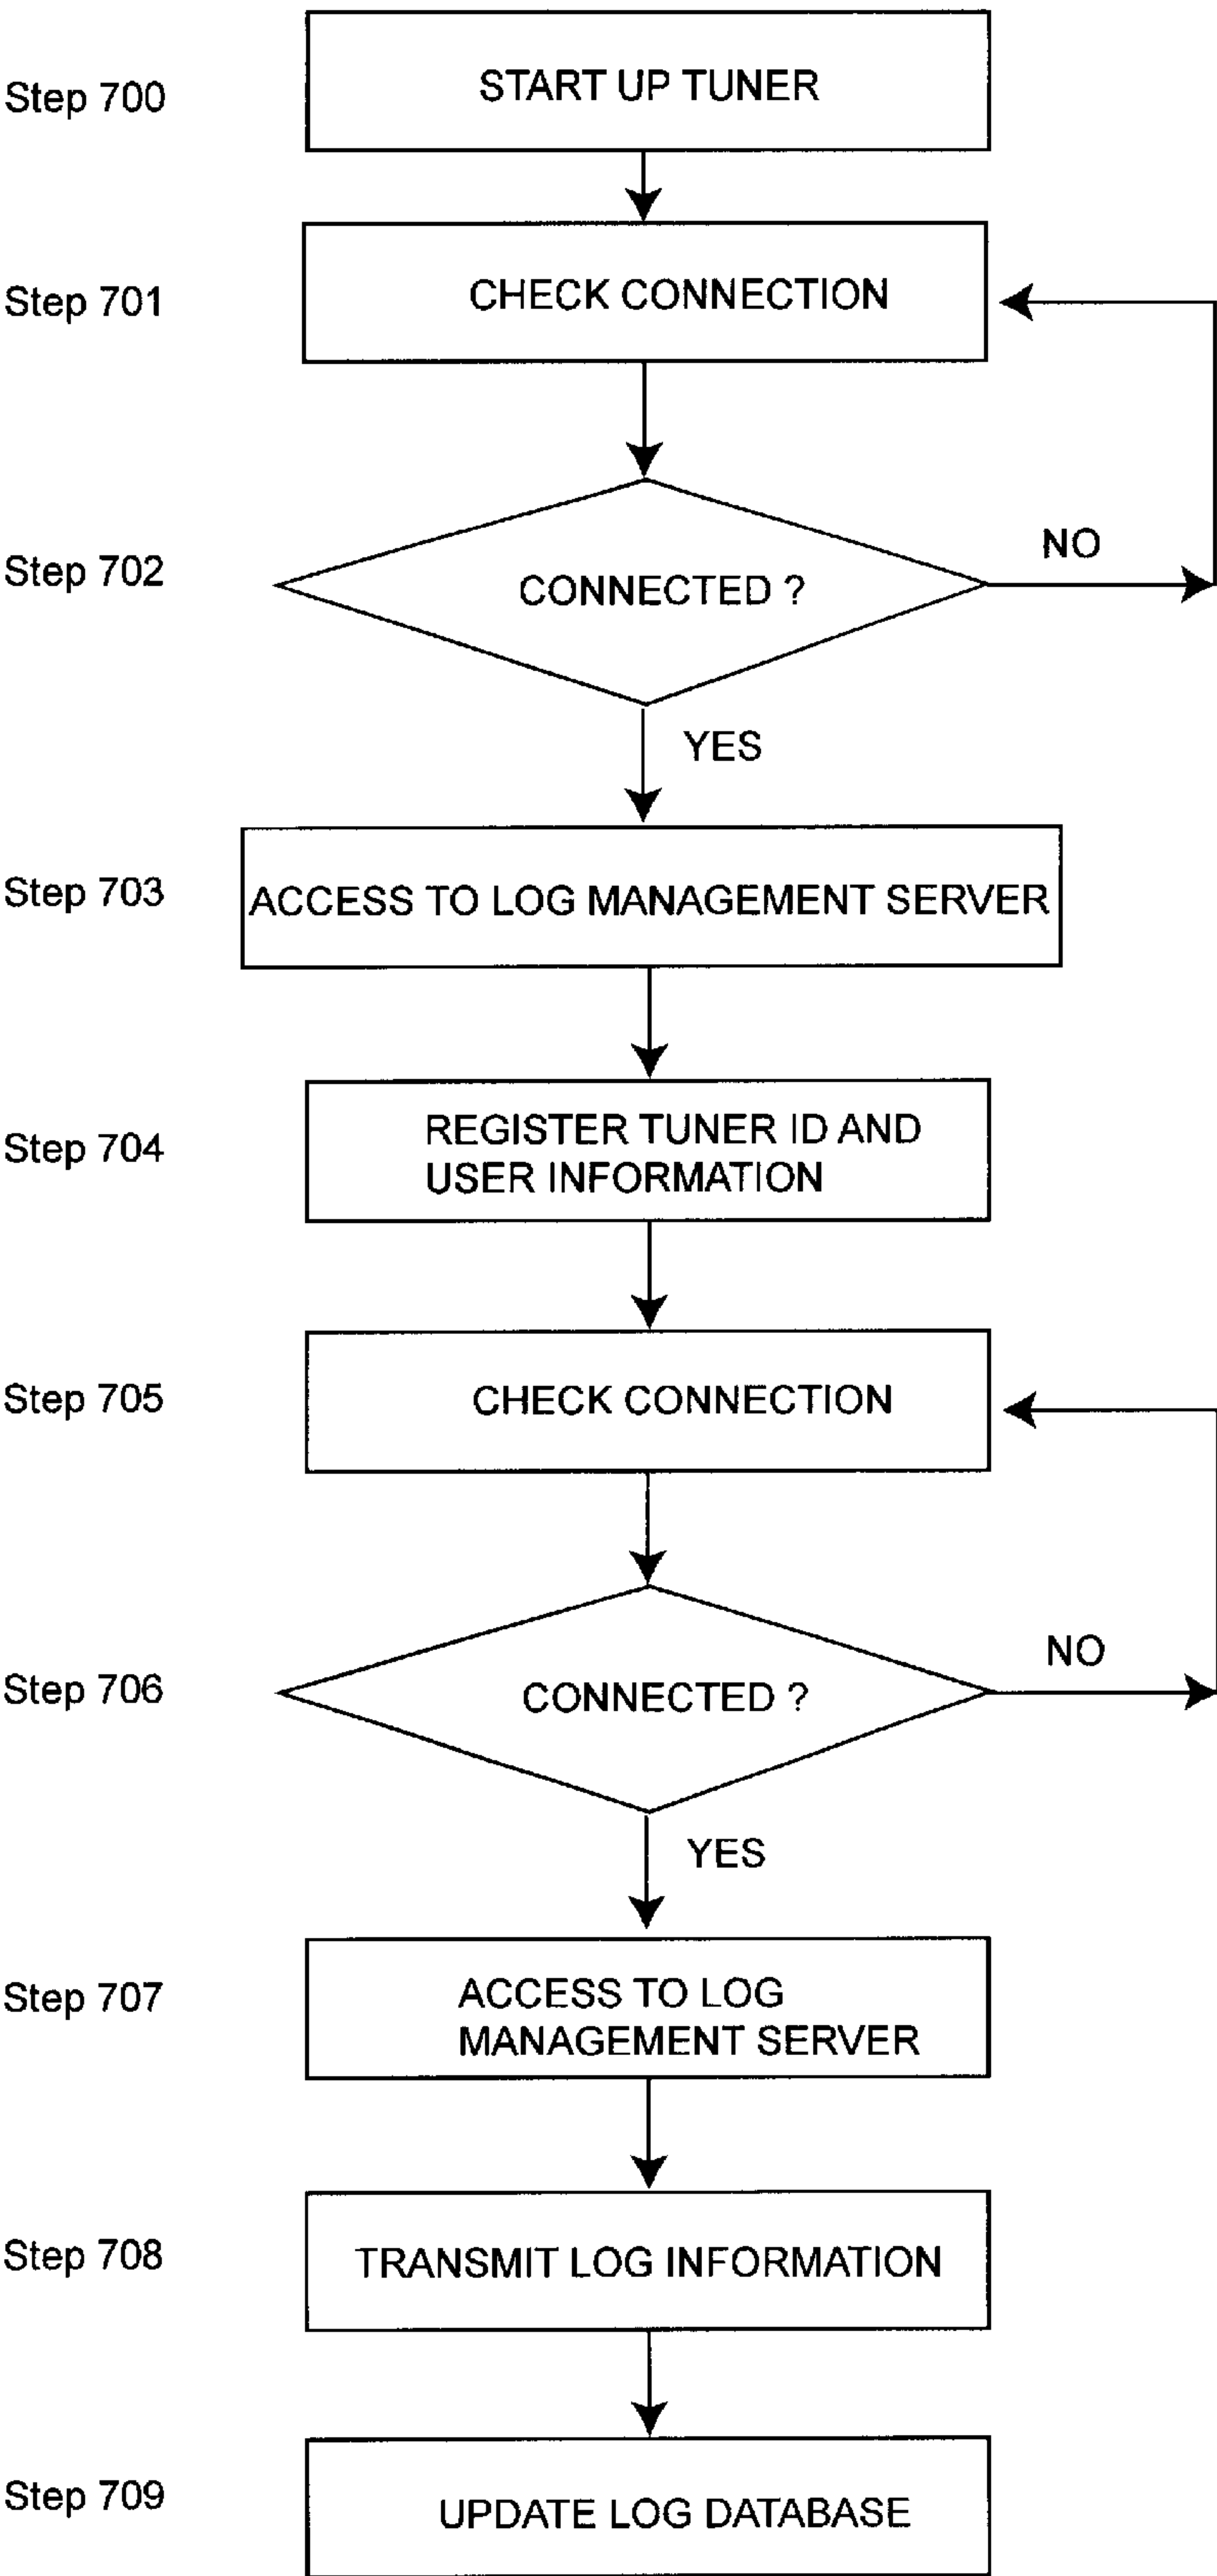 Step 700
START UP TUNER
Step 701
CHECK CONNECTION
Step 702
CONNECTED ?
NO
YES
Step 703
ACCESS TO LOG MANAGEMENT SERVER
Step 704
REGISTER TUNER ID AND
USER INFORMATION
Step 705
CHECK CONNECTION
Step 706
CONNECTED ?
NO
YES
Step 707
ACCESS TO LOG
MANAGEMENT SERVER
Step 708
TRANSMIT LOG INFORMATION
Step 709
UPDATE LOG DATABASE